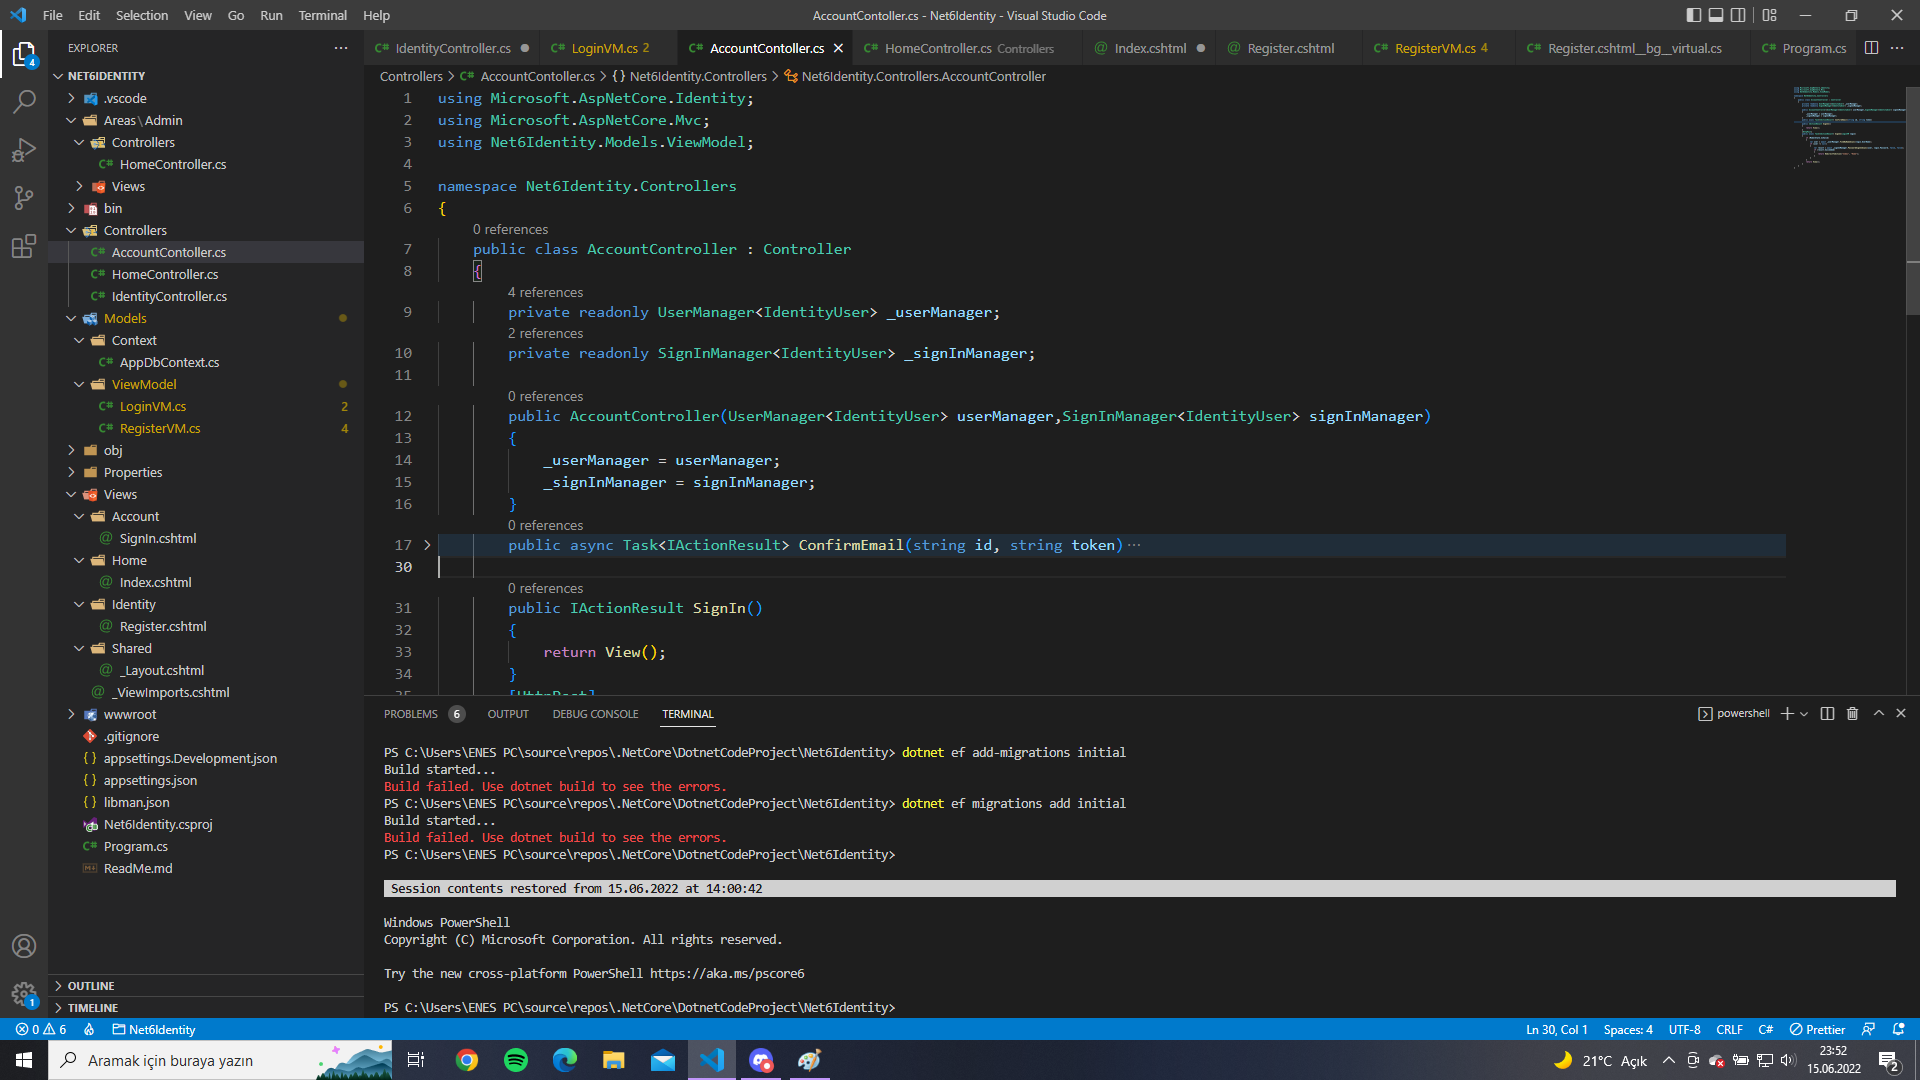 File Edit Selection View Go Run Terminal Help
AccountContoller.cs - Net6Identity - Visual Studio Code
EXPLORER
NET6IDENTITY
.vscode
Areas \ Admin
Controllers
C# HomeController.cs
Views
bin
Controllers
C# AccountContoller.cs
C# HomeController.cs
C# IdentityController.cs
Models
Context
C# AppDbContext.cs
ViewModel
C# LoginVM.cs 2
C# RegisterVM.cs 4
obj
Properties
Views
Account
@ SignIn.cshtml
Home
@ Index.cshtml
Identity
@ Register.cshtml
Shared
@ _Layout.cshtml
@ _ViewImports.cshtml
wwwroot
.gitignore
{ } appsettings.Development.json
{ } appsettings.json
{ } libman.json
Net6Identity.csproj
C# Program.cs
ReadMe.md
OUTLINE
TIMELINE
4
1
C# IdentityController.cs C# LoginVM.cs 2 C# AccountContoller.cs C# HomeController.cs Controllers @ Index.cshtml @ Register.cshtml C# RegisterVM.cs 4 C# Register.cshtml__bg__virtual.cs C# Program.cs
Controllers > C# AccountContoller.cs > { } Net6Identity.Controllers > Net6Identity.Controllers.AccountController
1 using Microsoft.AspNetCore.Identity;
2 using Microsoft.AspNetCore.Mvc;
3 using Net6Identity.Models.ViewModel;
4
5 namespace Net6Identity.Controllers
6 {
0 references
7 public class AccountController : Controller
8 {
4 references
9 private readonly UserManager<IdentityUser> _userManager;
2 references
10 private readonly SignInManager<IdentityUser> _signInManager;
11
0 references
12 public AccountController(UserManager<IdentityUser> userManager,SignInManager<IdentityUser> signInManager)
13 {
14 _userManager = userManager;
15 _signInManager = signInManager;
16 }
0 references
17 public async Task<IActionResult> ConfirmEmail(string id, string token)···
30
0 references
31 public IActionResult SignIn()
32 {
33 return View();
34 }
35 [HttpPost]
PROBLEMS 6 OUTPUT DEBUG CONSOLE TERMINAL
powershell
PS C:\Users\ENES PC\source\repos\.NetCore\DotnetCodeProject\Net6Identity> dotnet ef add-migrations initial
Build started...
Build failed. Use dotnet build to see the errors.
PS C:\Users\ENES PC\source\repos\.NetCore\DotnetCodeProject\Net6Identity> dotnet ef migrations add initial
Build started...
Build failed. Use dotnet build to see the errors.
PS C:\Users\ENES PC\source\repos\.NetCore\DotnetCodeProject\Net6Identity>
Session contents restored from 15.06.2022 at 14:00:42
Windows PowerShell
Copyright (C) Microsoft Corporation. All rights reserved.
Try the new cross-platform PowerShell https://aka.ms/pscore6
PS C:\Users\ENES PC\source\repos\.NetCore\DotnetCodeProject\Net6Identity>
0 6 Net6Identity
Ln 30, Col 1 Spaces: 4 UTF-8 CRLF C# Prettier
Aramak için buraya yazın
21°C Açık
23:52
15.06.2022
2